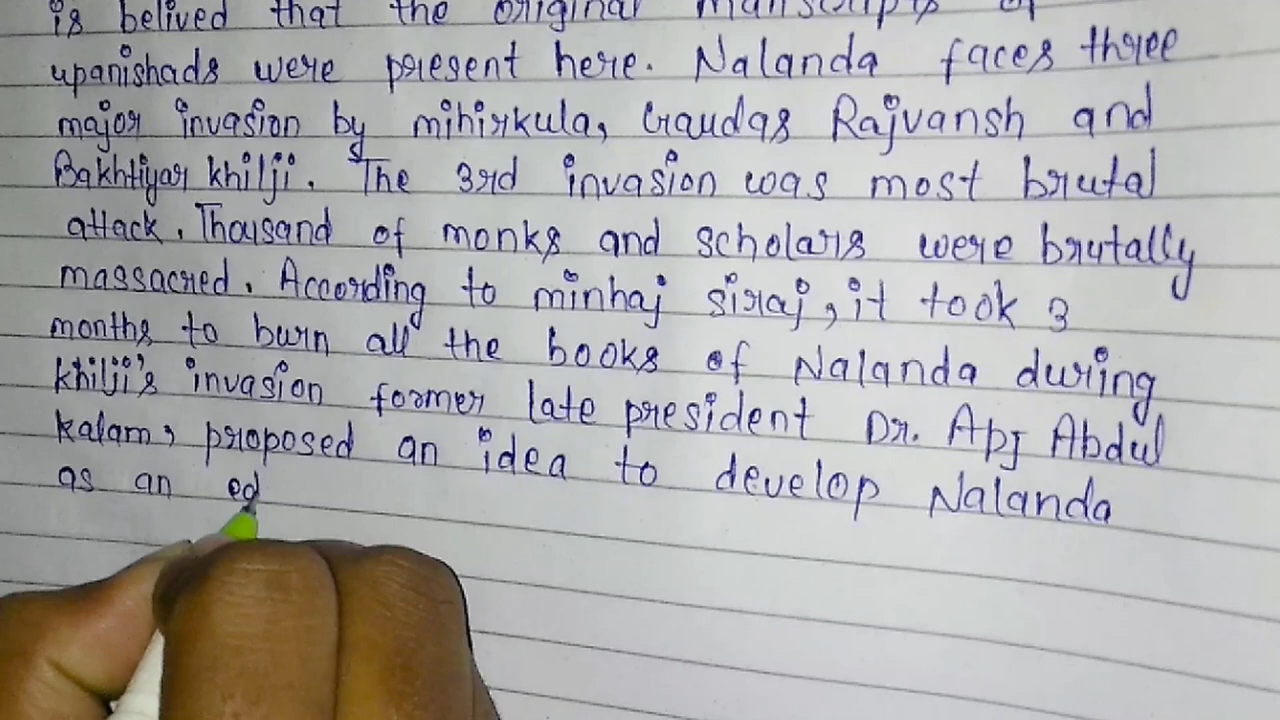 is belived that the original manuscripts of
upanishads were present here. Nalanda faces three
major invasion by mihirkula, Gaudas Rajvansh and
Bakhtiyar khilji. The 3rd invasion was most brutal
attack. Thousand of monks and scholars were brutally
massacred. According to minhaj siraj, it took 3
months to burn all the books of Nalanda during
khilji's invasion former late president Dr. Apj Abdul
kalam, proposed an idea to develop Nalanda
as an ed